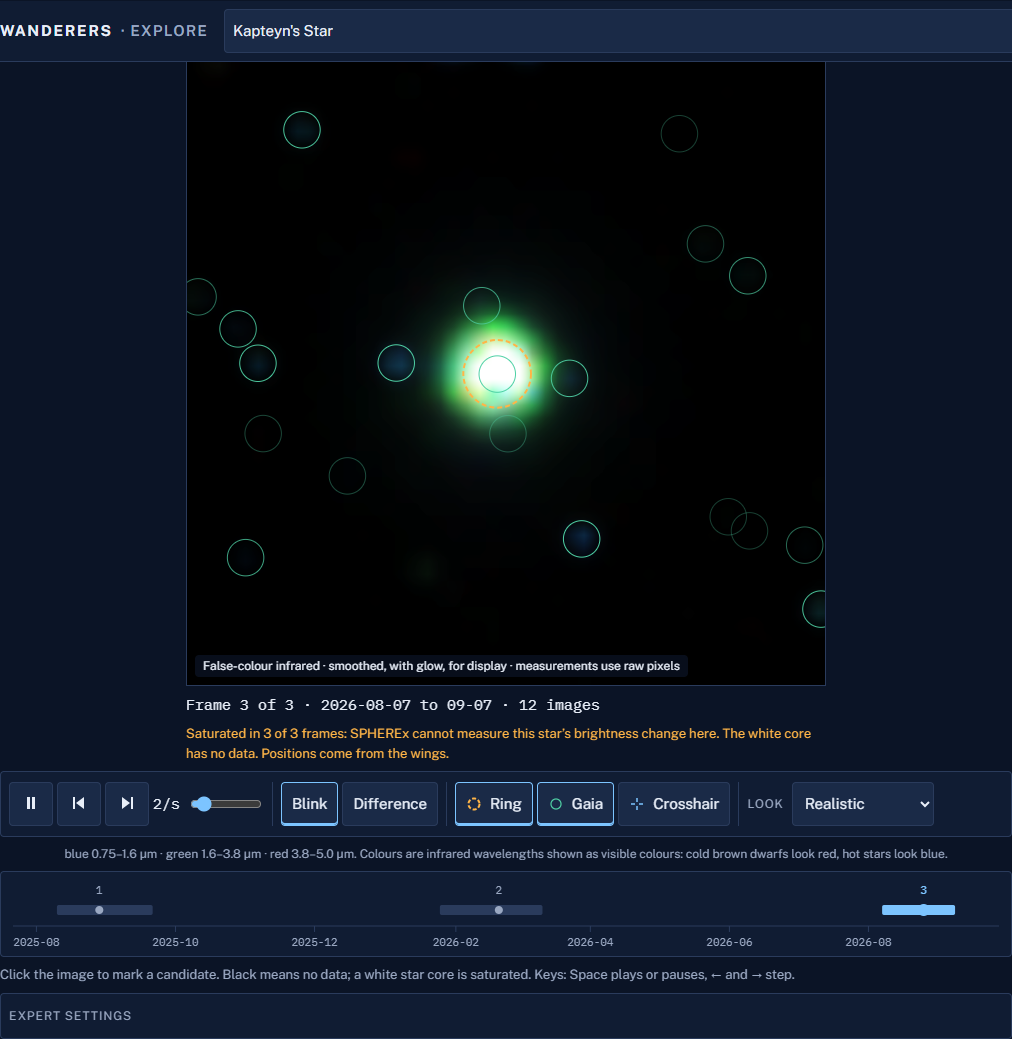 WANDERERS · EXPLORE
Kapteyn's Star
False-colour infrared · smoothed, with glow, for display · measurements use raw pixels
Frame 3 of 3 · 2026-08-07 to 09-07 · 12 images
Saturated in 3 of 3 frames: SPHEREx cannot measure this star's brightness change here. The white core
has no data. Positions come from the wings.
2/s
Blink
Difference
Ring
Gaia
Crosshair
LOOK
Realistic
blue 0.75–1.6 µm · green 1.6–3.8 µm · red 3.8–5.0 µm. Colours are infrared wavelengths shown as visible colours: cold brown dwarfs look red, hot stars look blue.
1 2 3
2025-08 2025-10 2025-12 2026-02 2026-04 2026-06 2026-08
Click the image to mark a candidate. Black means no data; a white star core is saturated. Keys: Space plays or pauses, ← and → step.
EXPERT SETTINGS